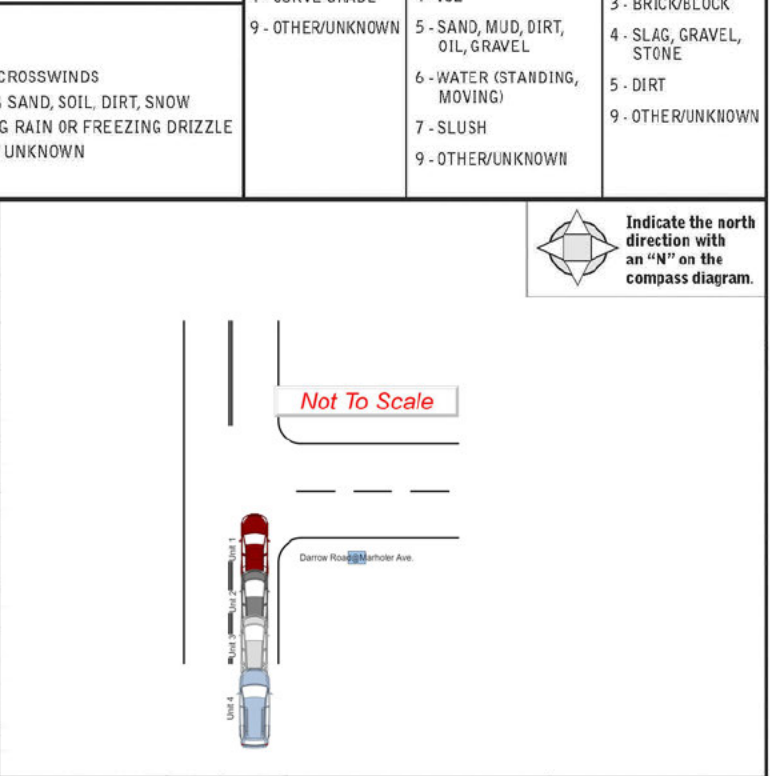 CROSSWINDS
SAND, SOIL, DIRT, SNOW
G RAIN OR FREEZING DRIZZLE
UNKNOWN
9 - OTHER/UNKNOWN
5 - SAND, MUD, DIRT,
OIL, GRAVEL
6 - WATER (STANDING,
MOVING)
7 - SLUSH
9 - OTHER/UNKNOWN
3 - BRICK/BLOCK
4 - SLAG, GRAVEL,
STONE
5 - DIRT
9 - OTHER/UNKNOWN
Indicate the north
direction with
an “N” on the
compass diagram.
Not To Scale
Darrow Road@Marholer Ave.
Unit 1
Unit 2
Unit 3
Unit 4